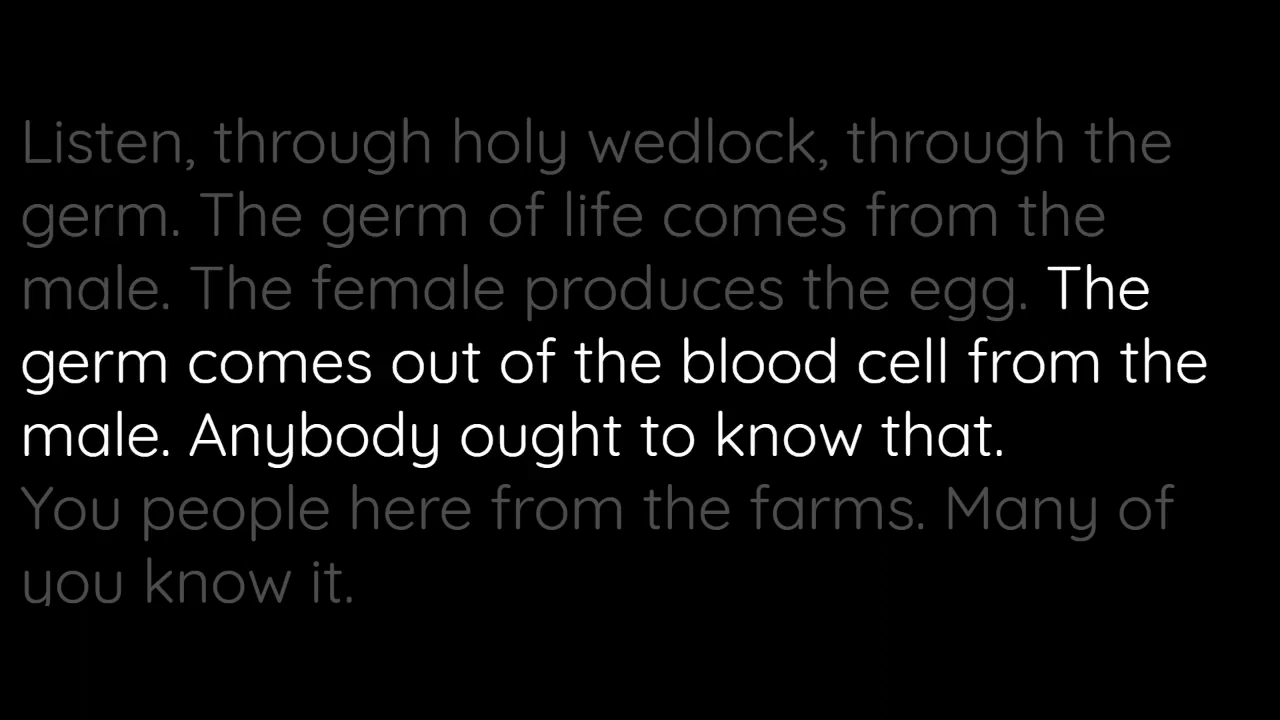 Listen, through holy wedlock, through the
germ. The germ of life comes from the
male. The female produces the egg. The
germ comes out of the blood cell from the
male. Anybody ought to know that.
You people here from the farms. Many of
you know it.